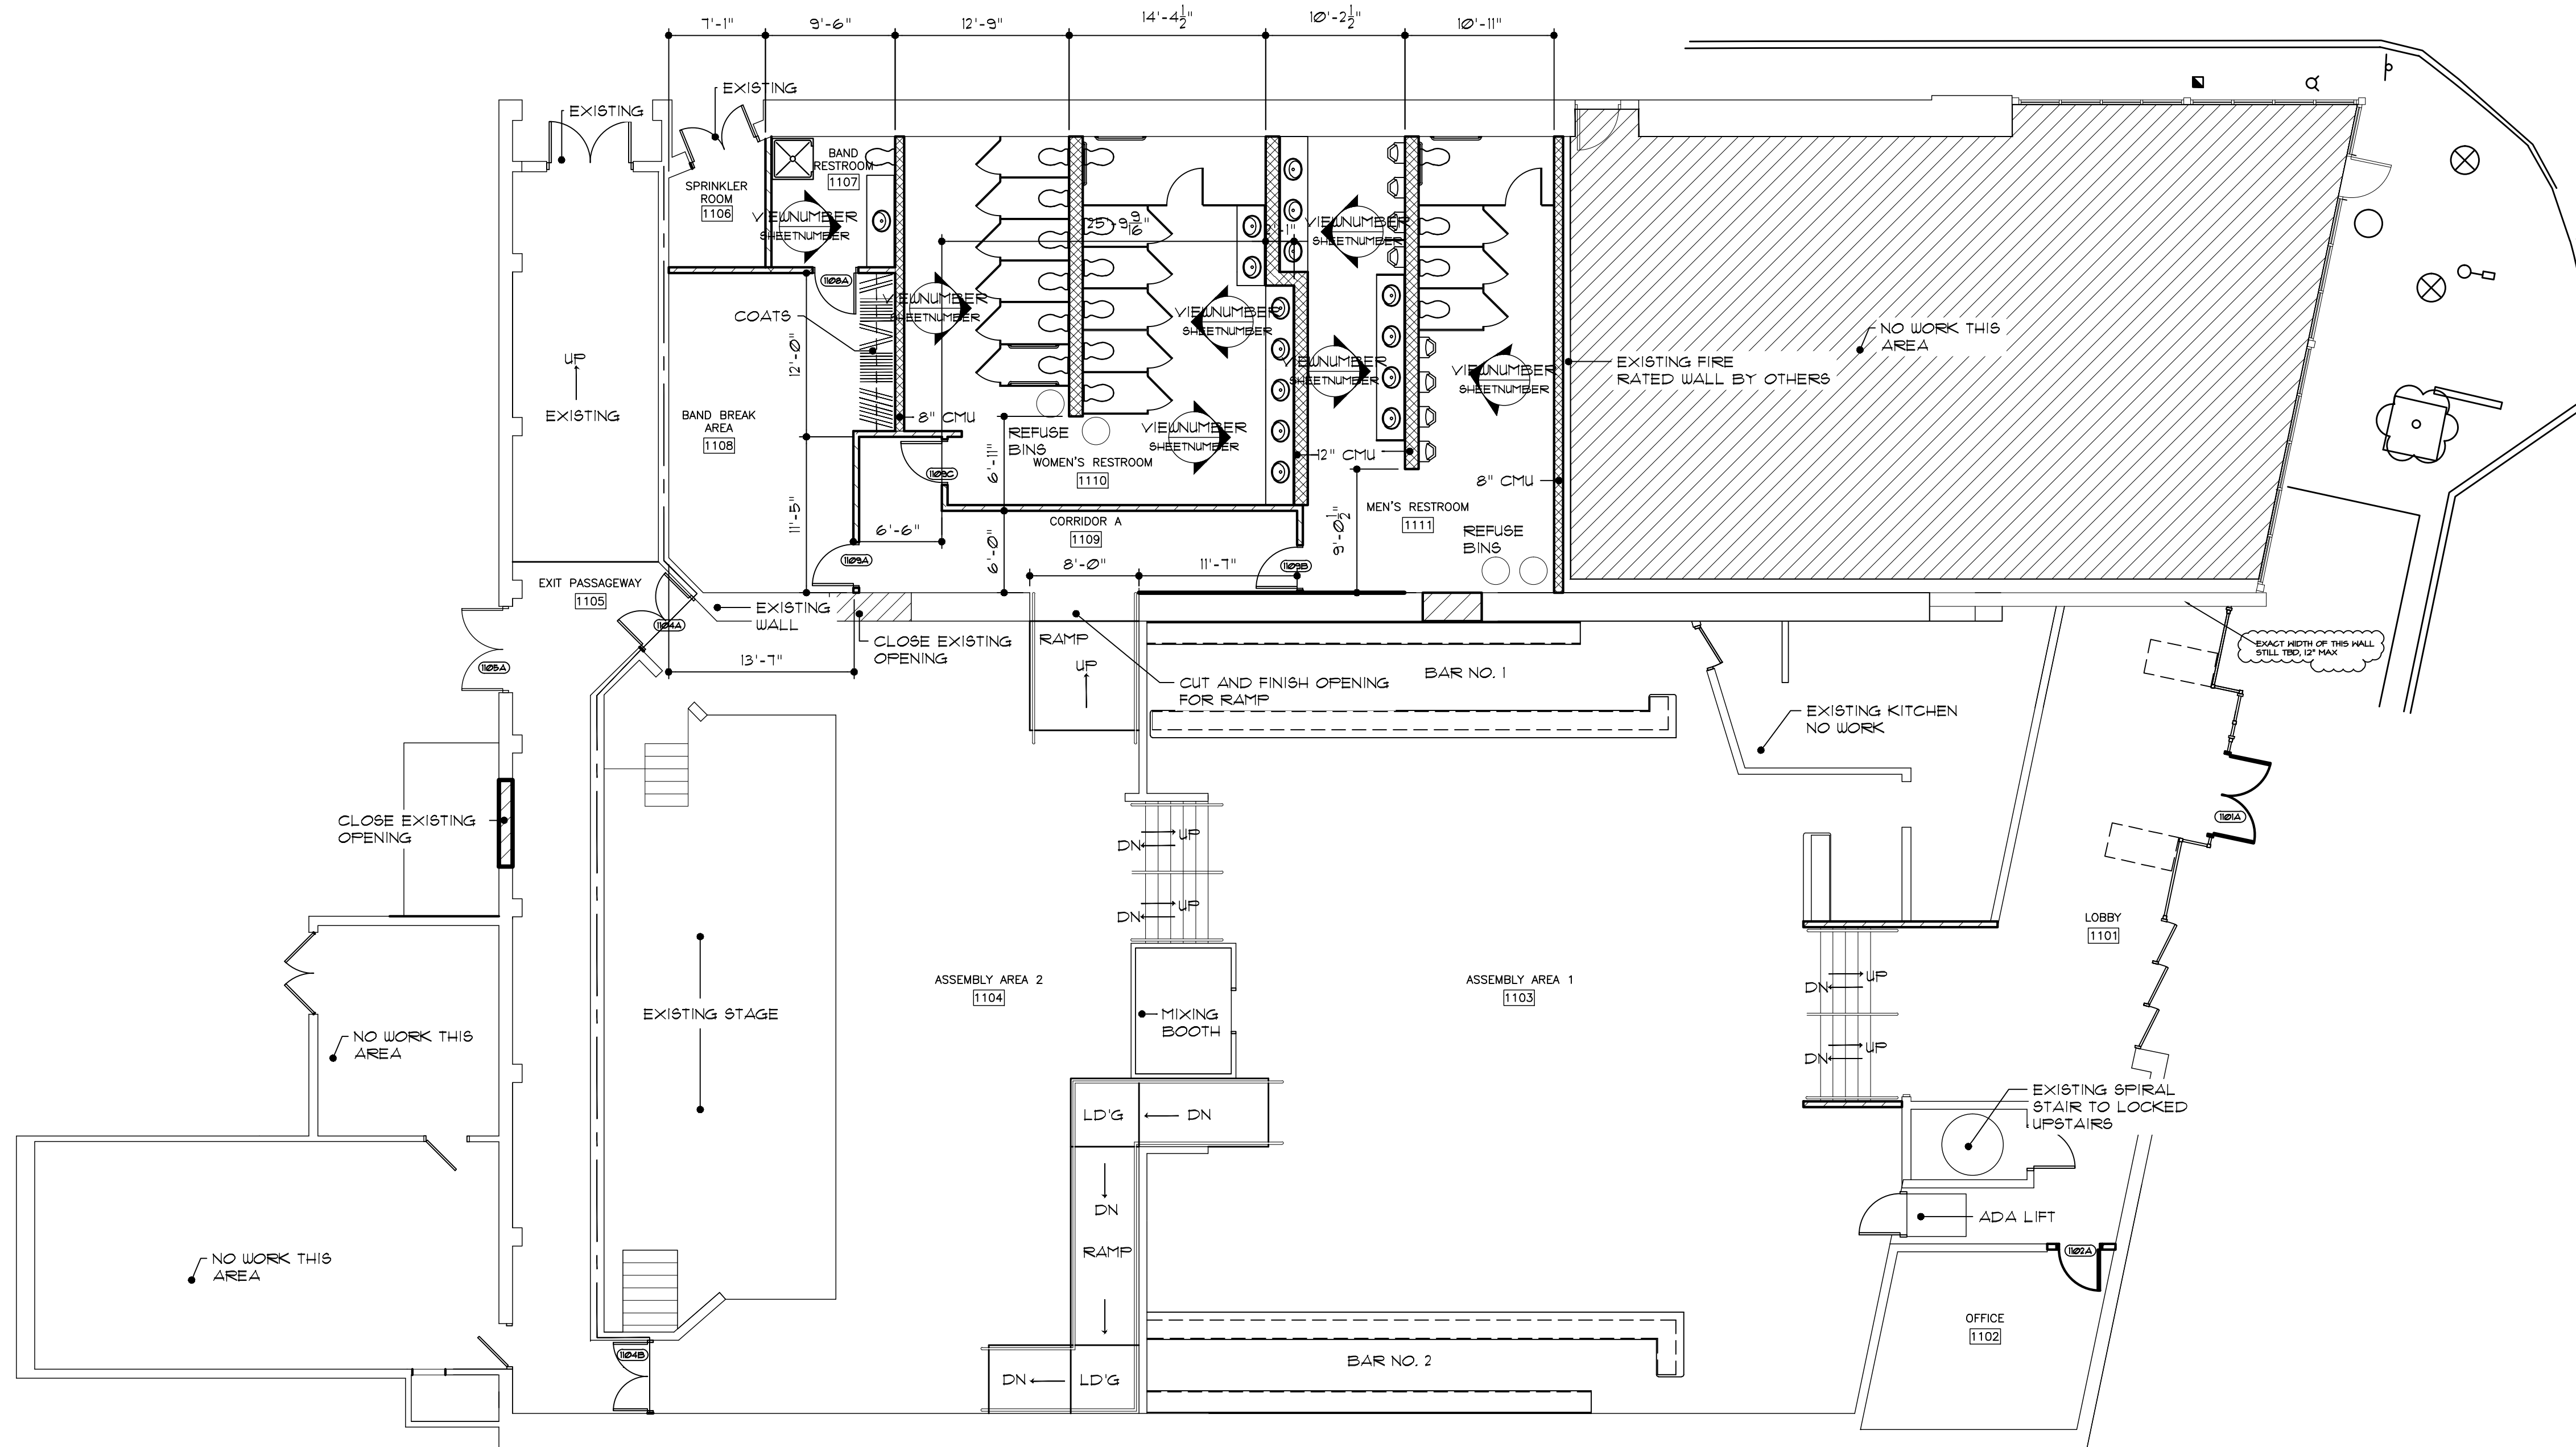 7'-1"
9'-6"
12'-9"
14'-4 1/2"
10'-2 1/2"
10'-11"
EXISTING
EXISTING
BAND
RESTROOM
1107
SPRINKLER
ROOM
1106
VIEWNUMBER
SHEETNUMBER
25'-9 9/16"
VIEWNUMBER
SHEETNUMBER
1108A
VIEWNUMBER
SHEETNUMBER
COATS
VIEWNUMBER
SHEETNUMBER
NO WORK THIS
AREA
12'-0"
UP
EXISTING
VIEWNUMBER
SHEETNUMBER
VIEWNUMBER
SHEETNUMBER
EXISTING FIRE
RATED WALL BY OTHERS
BAND BREAK
AREA
1108
8" CMU
REFUSE
BINS
VIEWNUMBER
SHEETNUMBER
12" CMU
6'-11"
1109C
WOMEN'S RESTROOM
1110
8" CMU
11'-5"
6'-6"
CORRIDOR A
1109
MEN'S RESTROOM
1111
9'-0 1/2"
REFUSE
BINS
6'-0"
1109A
8'-0"
11'-7"
1109B
EXIT PASSAGEWAY
1105
EXISTING
WALL
1104A
CLOSE EXISTING
OPENING
RAMP
UP
13'-7"
1105A
CUT AND FINISH OPENING
FOR RAMP
BAR NO. 1
EXACT WIDTH OF THIS WALL
STILL TBD, 12" MAX
EXISTING KITCHEN
NO WORK
CLOSE EXISTING
OPENING
1101A
UP
DN
UP
DN
LOBBY
1101
ASSEMBLY AREA 2
1104
ASSEMBLY AREA 1
1103
UP
DN
EXISTING STAGE
MIXING
BOOTH
NO WORK THIS
AREA
UP
DN
LD'G
DN
EXISTING SPIRAL
STAIR TO LOCKED
UPSTAIRS
DN
RAMP
ADA LIFT
NO WORK THIS
AREA
1102A
OFFICE
1102
1104B
BAR NO. 2
DN
LD'G